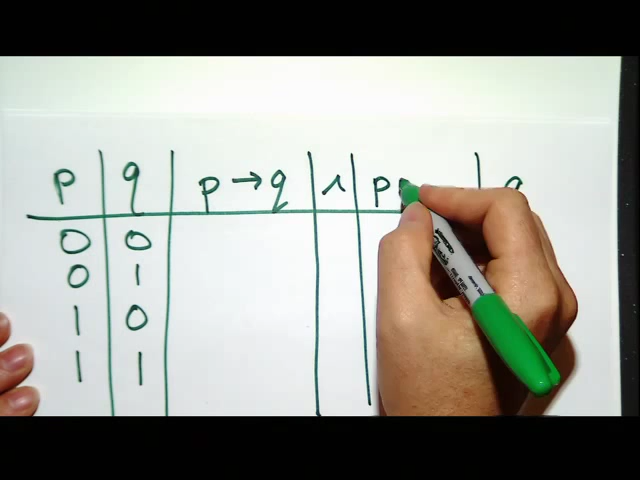 p q p → q ∧ p q
0 0
0 1
1 0
1 1